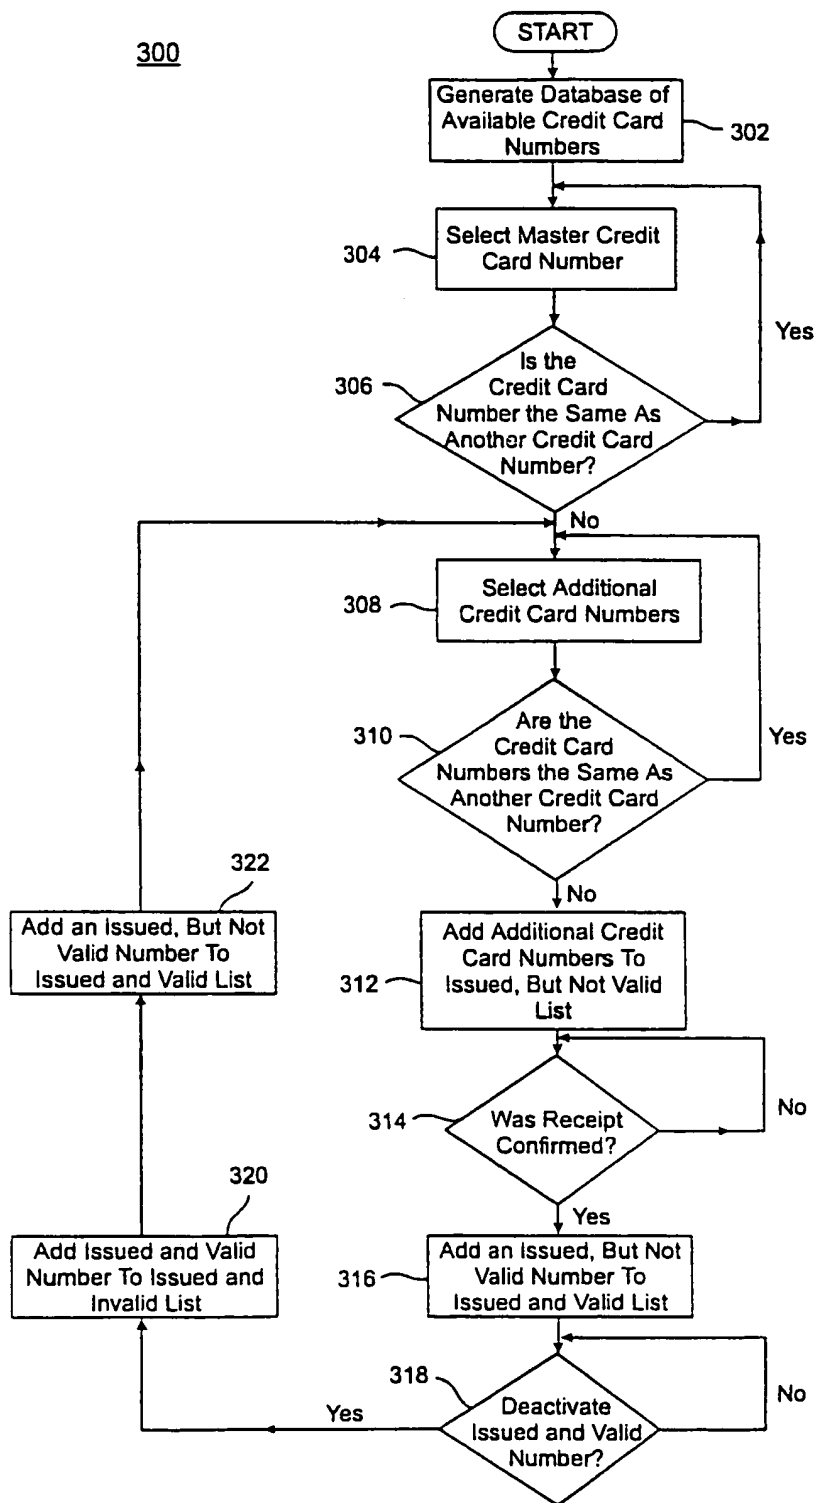 300
START
Generate Database of
Available Credit Card
Numbers
302
304
Select Master Credit
Card Number
Yes
306
Is the
Credit Card
Number the Same As
Another Credit Card
Number?
No
308
Select Additional
Credit Card Numbers
310
Are the
Credit Card
Numbers the Same As
Another Credit Card
Number?
Yes
No
322
Add an Issued, But Not
Valid Number To
Issued and Valid List
312
Add Additional Credit
Card Numbers To
Issued, But Not Valid
List
314
Was Receipt
Confirmed?
No
Yes
320
Add Issued and Valid
Number To Issued and
Invalid List
316
Add an Issued, But Not
Valid Number To
Issued and Valid List
318
Deactivate
Issued and Valid
Number?
No
Yes